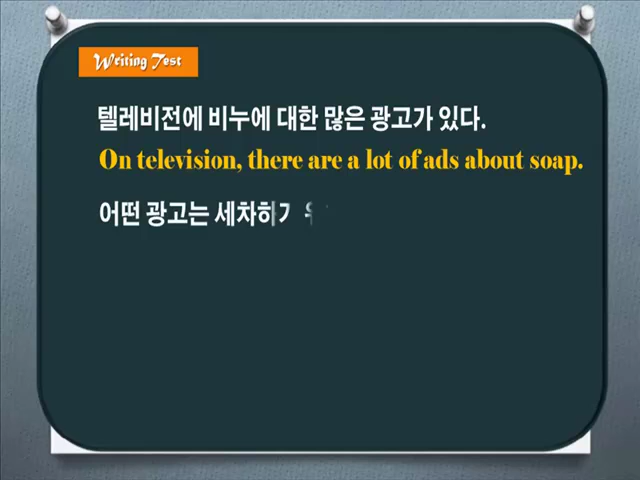 Writing Test
텔레비전에 비누에 대한 많은 광고가 있다.
On television, there are a lot of ads about soap.
어떤 광고는 세차하기